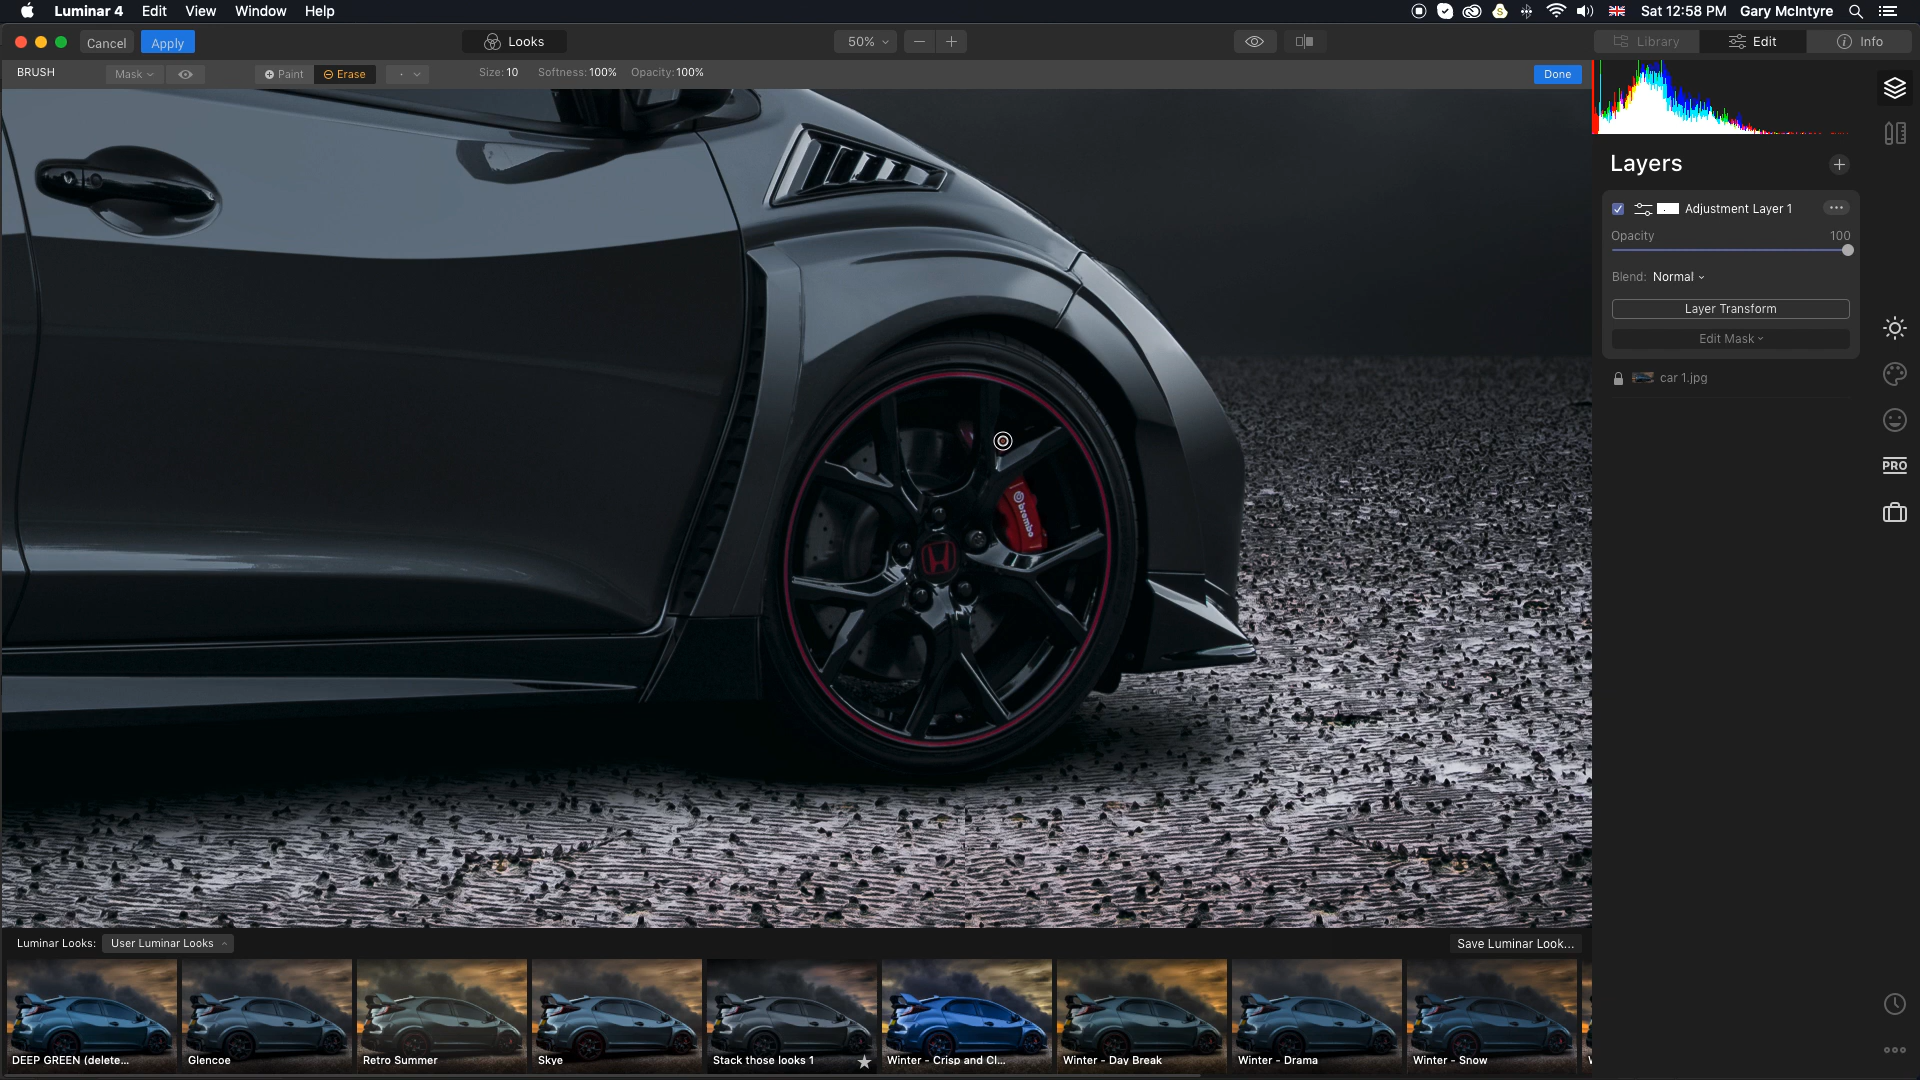 Luminar 4 Edit View Window Help Sat 12:58 PM Gary McIntyre
Cancel Apply Looks 50% Library Edit Info
BRUSH Mask Paint Erase Size: 10 Softness: 100% Opacity: 100% Done
Layers
Adjustment Layer 1
Opacity 100
Blend: Normal
Layer Transform
Edit Mask
car 1.jpg
PRO
brembo
Luminar Looks: User Luminar Looks Save Luminar Look...
DEEP GREEN (delete... Glencoe Retro Summer Skye Stack those looks 1 Winter - Crisp and Cl... Winter - Day Break Winter - Drama Winter - Snow